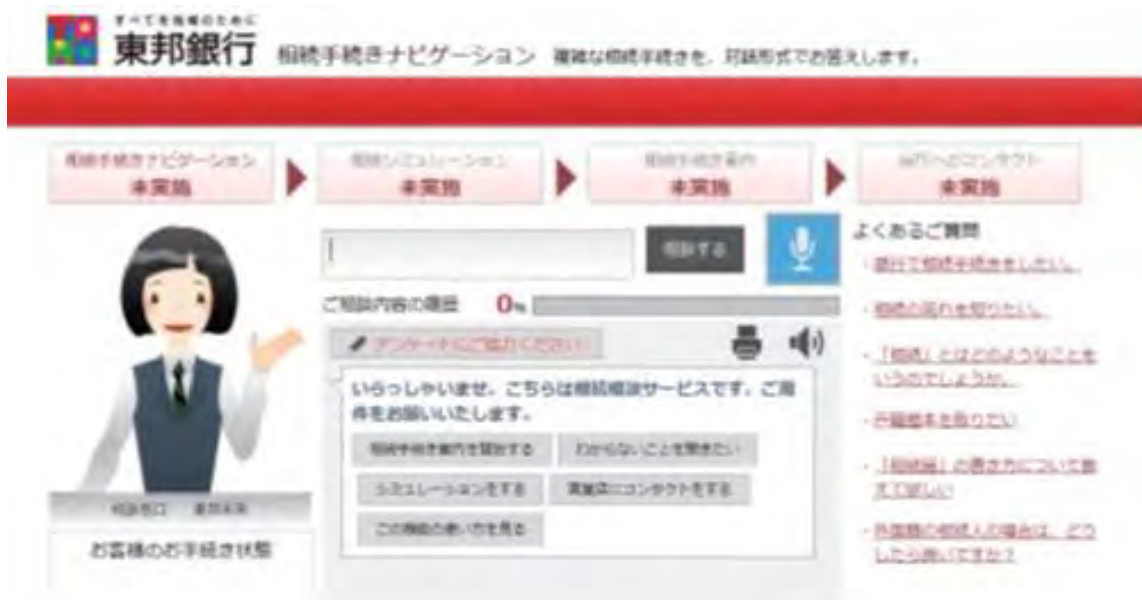 すべてを地域のために
東邦銀行 相続手続きナビゲーション 複雑な相続手続きを、対話形式でお答えします。
相続手続きナビゲーション
未実施
相続シミュレーション
未実施
相続手続き案内
未実施
当行へのコンタクト
未実施
相談する
ご相談内容の履歴 0%
アンケートにご協力ください
いらっしゃいませ。こちらは相続相談サービスです。ご用
件をお願いいたします。
相続手続き案内を開始する わからないことを聞きたい
シミュレーションをする 実施店にコンタクトをする
この機能の使い方を見る
相談窓口
お客様のお手続き状態
よくあるご質問
・銀行で相続手続きをしたい。
・相続の流れを知りたい。
・「相続」とはどのようなことを
いうのでしょうか。
・戸籍謄本を取りたい
・「相続届」の書き方について教
えて欲しい
・外国籍の相続人の場合は、どう
したら良いですか？